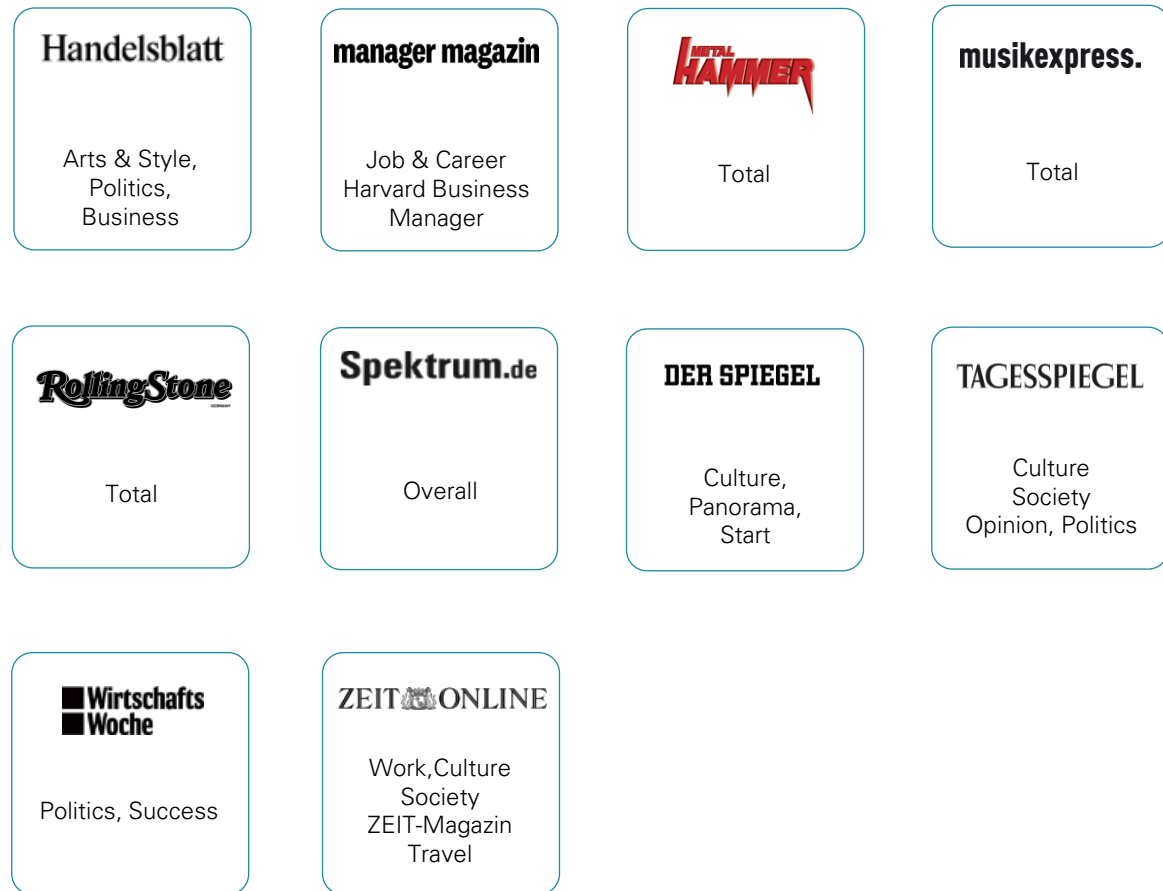 Handelsblatt
Arts & Style,
Politics,
Business
manager magazin
Job & Career
Harvard Business
Manager
METAL
HAMMER
Total
musikexpress.
Total
RollingStone
GERMANY
Total
Spektrum.de
Overall
DER SPIEGEL
Culture,
Panorama,
Start
TAGESSPIEGEL
Culture
Society
Opinion, Politics
Wirtschafts
Woche
Politics, Success
ZEIT ONLINE
Work,Culture
Society
ZEIT-Magazin
Travel